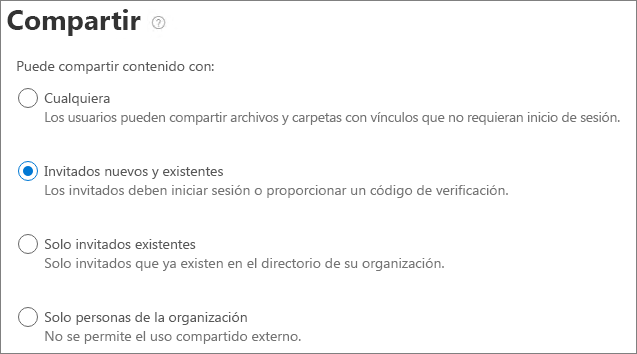 Compartir
Puede compartir contenido con:
Cualquiera
Los usuarios pueden compartir archivos y carpetas con vínculos que no requieran inicio de sesión.
Invitados nuevos y existentes
Los invitados deben iniciar sesión o proporcionar un código de verificación.
Solo invitados existentes
Solo invitados que ya existen en el directorio de su organización.
Solo personas de la organización
No se permite el uso compartido externo.